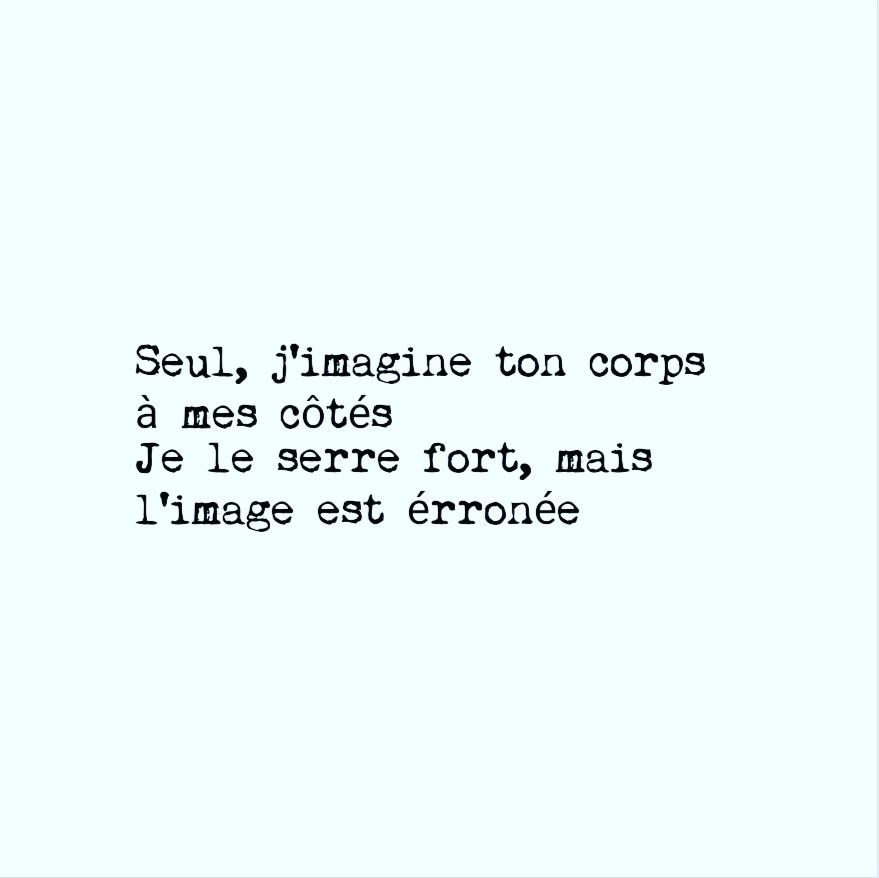 Seul, j'imagine ton corps
à mes côtés
Je le serre fort, mais
l'image est érronée